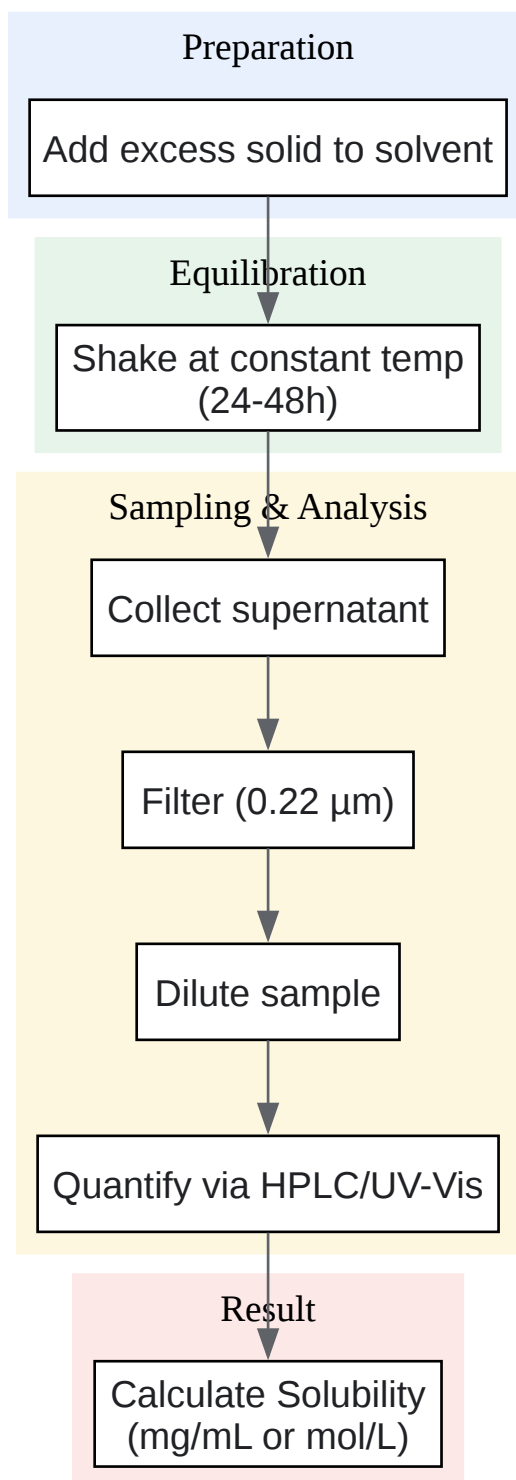 Preparation
Add excess solid to solvent
Equilibration
Shake at constant temp
(24-48h)
Sampling & Analysis
Collect supernatant
Filter (0.22 µm)
Dilute sample
Quantify via HPLC/UV-Vis
Result
Calculate Solubility
(mg/mL or mol/L)